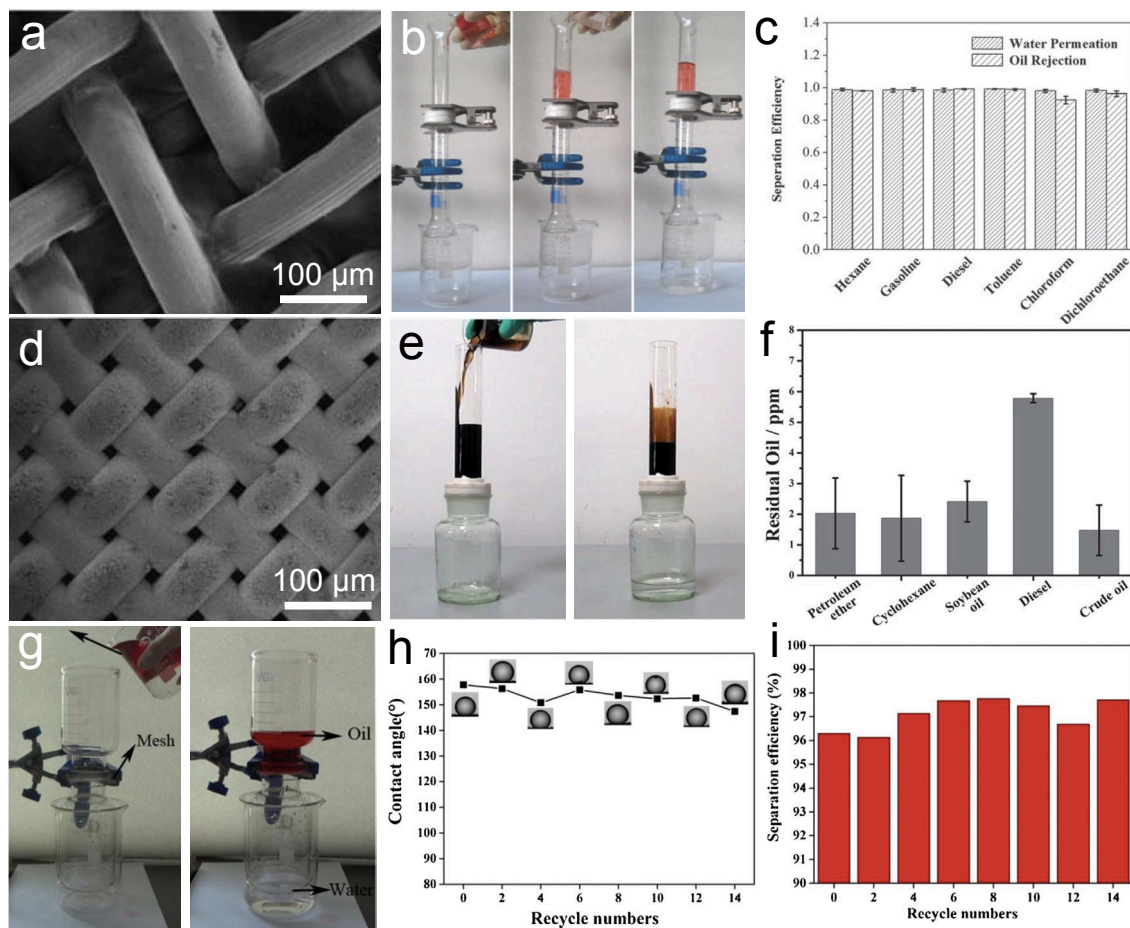 a
100 µm
b
c
Seperation Efficiency
1.4
1.2
1.0
0.8
0.6
0.4
0.2
0.0
Water Permeation
Oil Rejection
Hexane
Gasoline
Diesel
Toluene
Chloroform
Dichloroethane
d
100 µm
e
f
Residual Oil / ppm
8
7
6
5
4
3
2
1
0
Petroleum
ether
Cyclohexane
Soybean
oil
Diesel
Crude oil
g
Mesh
Oil
Water
h
Contact angle(°)
170
160
150
140
130
120
110
100
90
80
0 2 4 6 8 10 12 14
Recycle numbers
i
Separation efficiency (%)
100
99
98
97
96
95
94
93
92
91
90
0 2 4 6 8 10 12 14
Recycle numbers